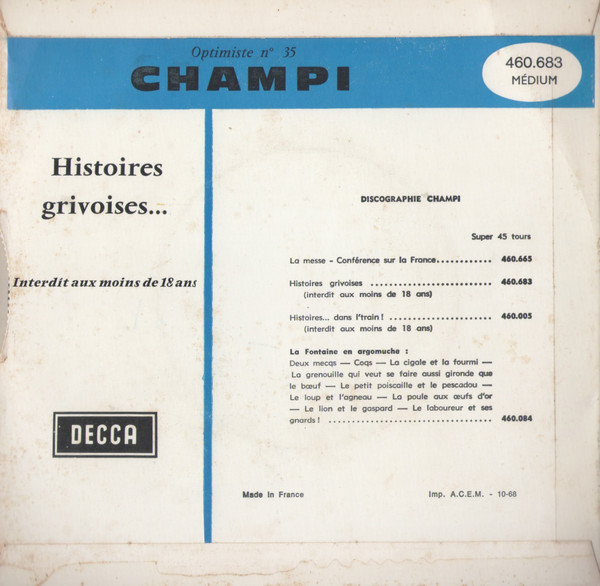 Optimiste n° 35
CHAMPI
460.683
MÉDIUM
Histoires
grivoises...
Interdit aux moins de 18 ans
DECCA
DISCOGRAPHIE CHAMPI
Super 45 tours
La messe - Conférence sur la France............ 460.665
Histoires grivoises .......................... 460.683
(interdit aux moins de 18 ans)
Histoires... dans l'train ! ...................... 460.005
(interdit aux moins de 18 ans)
La Fontaine en argomuche :
Deux mecqs — Coqs — La cigale et la fourmi —
La grenouille qui veut se faire aussi gironde que
le bœuf — Le petit poiscaille et le pescadou —
Le loup et l'agneau — La poule aux œufs d'or
— Le lion et le gaspard — Le laboureur et ses
gnards ! ................................... 460.084
Made in France
Imp. A.C.E.M. - 10-68